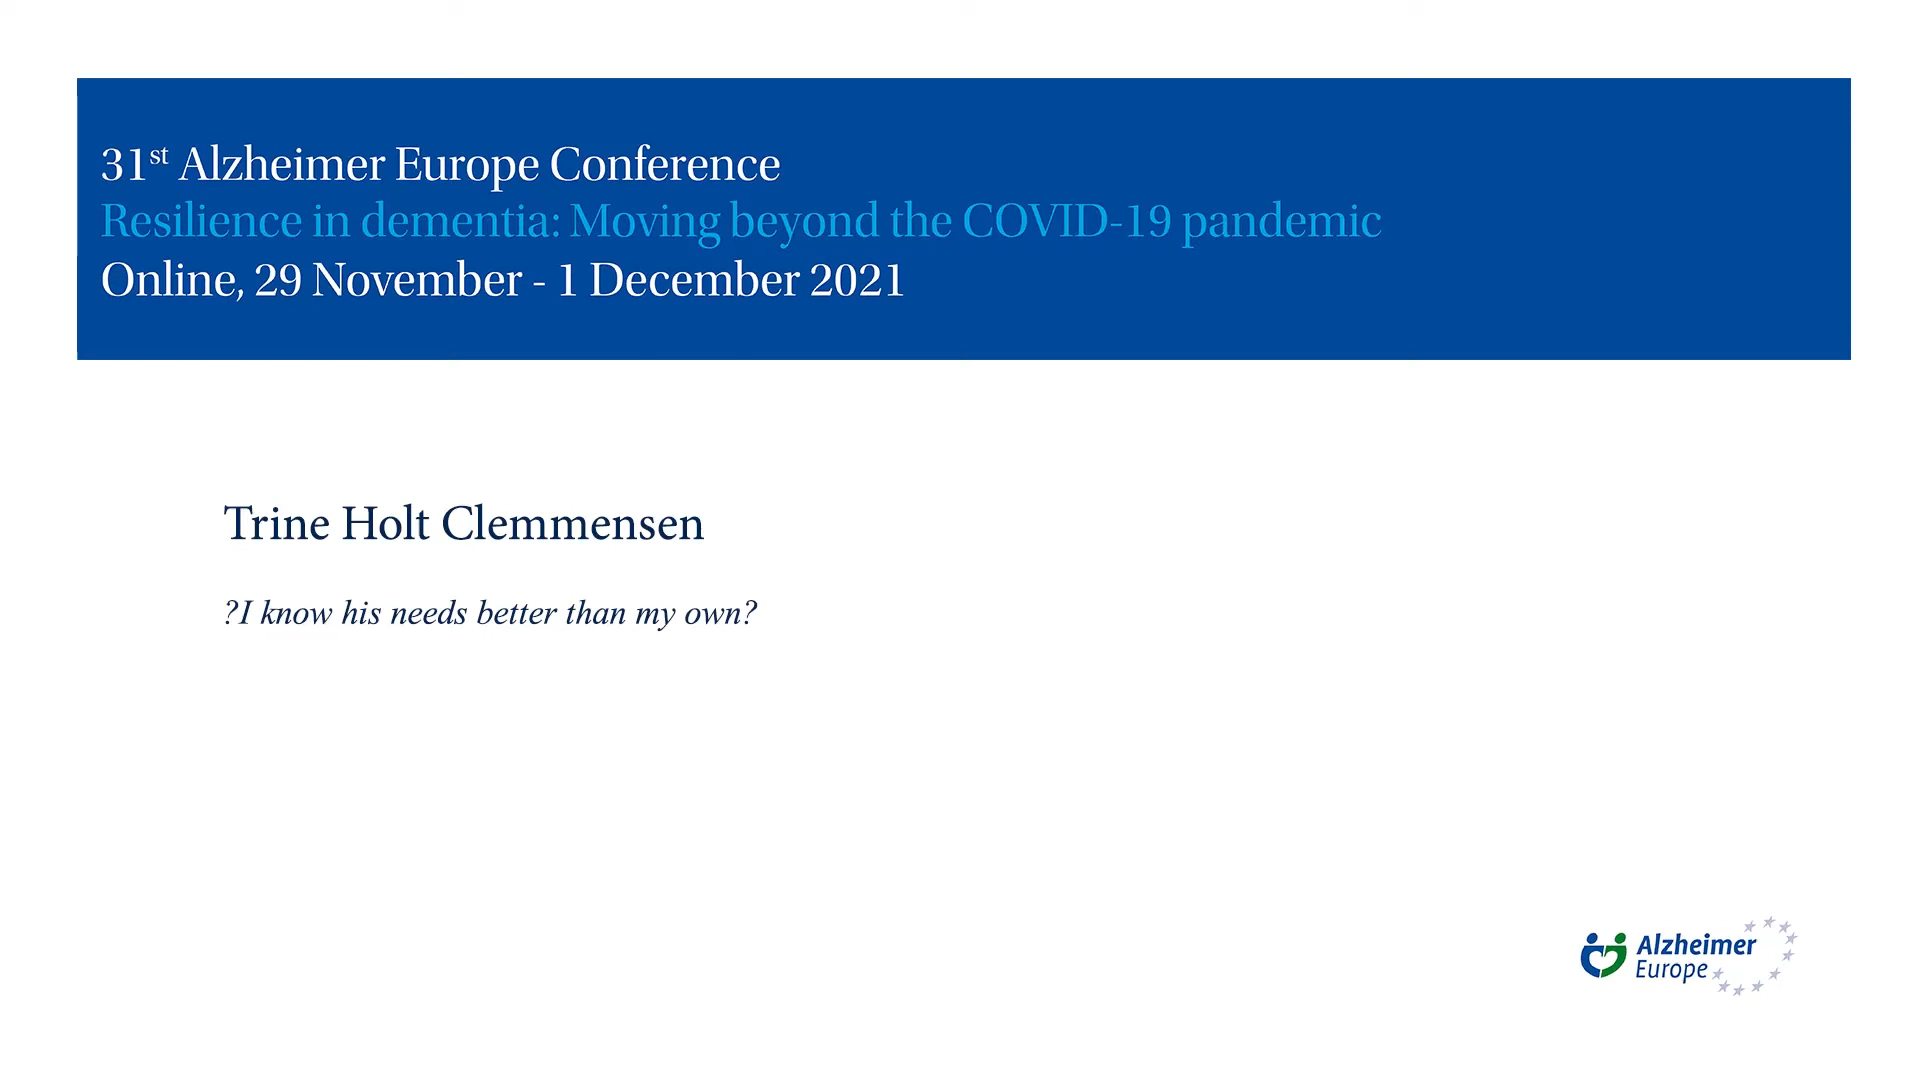 31st Alzheimer Europe Conference
Resilience in dementia: Moving beyond the COVID-19 pandemic
Online, 29 November - 1 December 2021
Trine Holt Clemmensen
?I know his needs better than my own?
Alzheimer
Europe